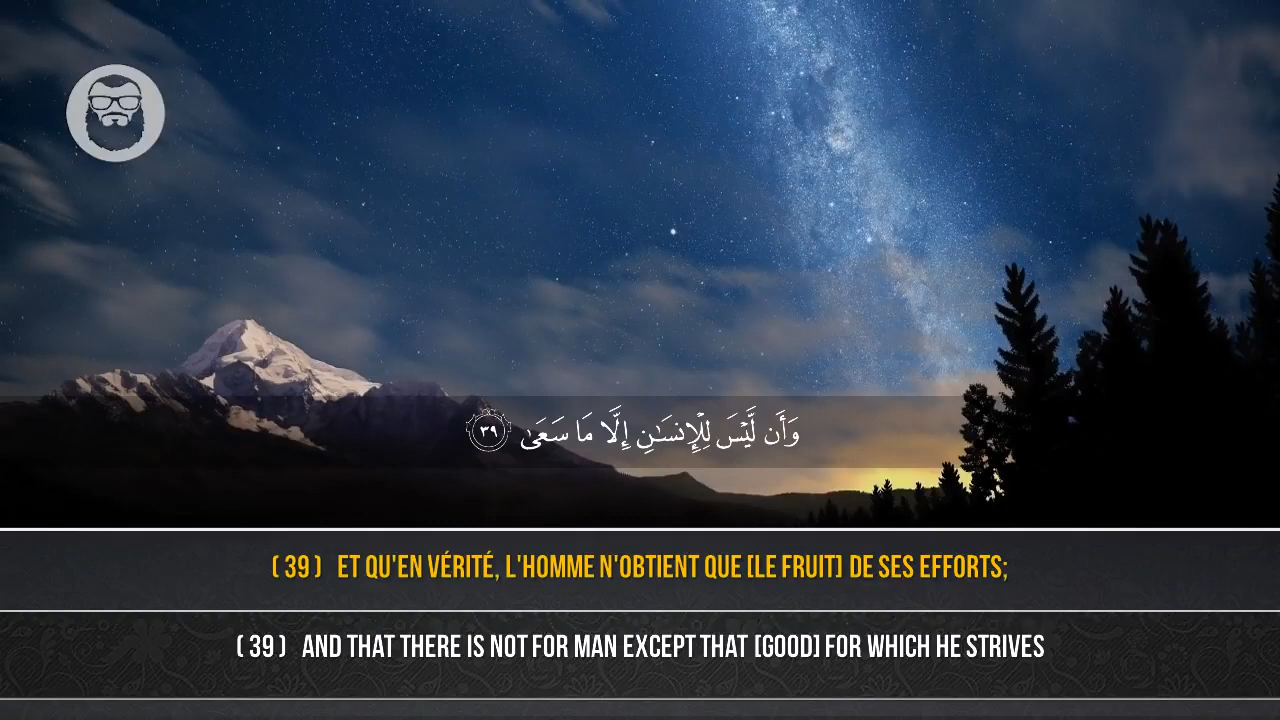 وَأَن لَّيْسَ لِلْإِنسَـٰنِ إِلَّا مَا سَعَىٰ ٣٩
( 39 ) ET QU'EN VÉRITÉ, L'HOMME N'OBTIENT QUE [LE FRUIT] DE SES EFFORTS;
( 39 ) AND THAT THERE IS NOT FOR MAN EXCEPT THAT [GOOD] FOR WHICH HE STRIVES